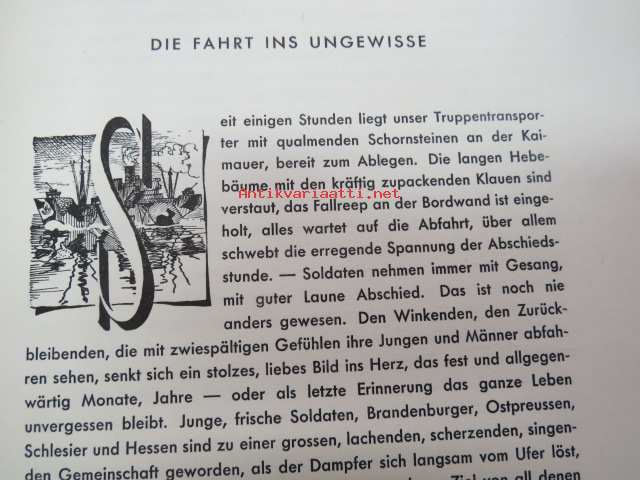 DIE FAHRT INS UNGEWISSE
Seit einigen Stunden liegt unser Truppentranspor-
ter mit qualmenden Schornsteinen an der Kai-
mauer, bereit zum Ablegen. Die langen Hebe-
bäume mit den kräftig zupackenden Klauen sind
Antikvariaatti.net
verstaut, das Fallreep an der Bordwand ist einge-
holt, alles wartet auf die Abfahrt, über allem
schwebt die erregende Spannung der Abschieds-
stunde. — Soldaten nehmen immer mit Gesang,
mit guter Laune Abschied. Das ist noch nie
anders gewesen. Den Winkenden, den Zurück-
bleibenden, die mit zwiespältigen Gefühlen ihre Jungen und Männer abfah-
ren sehen, senkt sich ein stolzes, liebes Bild ins Herz, das fest und allgegen-
wärtig Monate, Jahre — oder als letzte Erinnerung das ganze Leben
unvergessen bleibt. Junge, frische Soldaten, Brandenburger, Ostpreussen,
Schlesier und Hessen sind zu einer grossen, lachenden, scherzenden, singen-
den Gemeinschaft geworden, als der Dampfer sich langsam vom Ufer löst,
Ziel von all denen